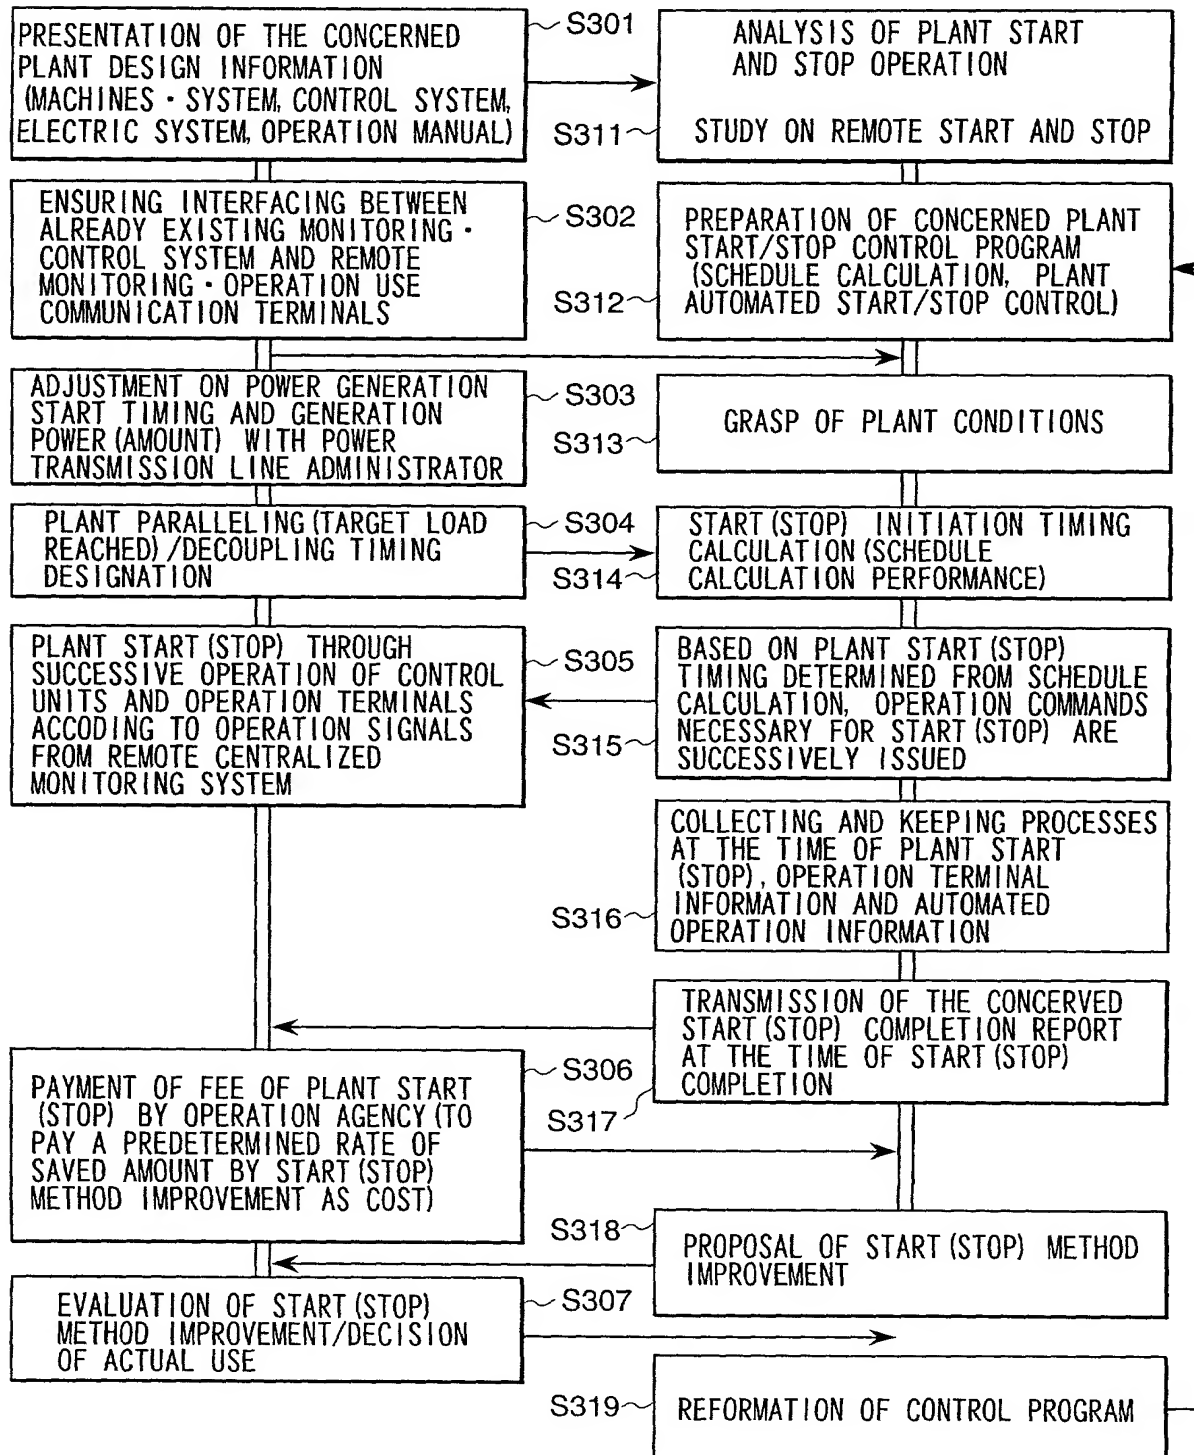 PRESENTATION OF THE CONCERNED
PLANT DESIGN INFORMATION
(MACHINES・SYSTEM, CONTROL SYSTEM,
ELECTRIC SYSTEM, OPERATION MANUAL)
S301
ANALYSIS OF PLANT START
AND STOP OPERATION
STUDY ON REMOTE START AND STOP
S311
ENSURING INTERFACING BETWEEN
ALREADY EXISTING MONITORING・
CONTROL SYSTEM AND REMOTE
MONITORING・OPERATION USE
COMMUNICATION TERMINALS
S302
PREPARATION OF CONCERNED PLANT
START/STOP CONTROL PROGRAM
(SCHEDULE CALCULATION, PLANT
AUTOMATED START/STOP CONTROL)
S312
ADJUSTMENT ON POWER GENERATION
START TIMING AND GENERATION
POWER (AMOUNT) WITH POWER
TRANSMISSION LINE ADMINISTRATOR
S303
GRASP OF PLANT CONDITIONS
S313
PLANT PARALLELING (TARGET LOAD
REACHED) /DECOUPLING TIMING
DESIGNATION
S304
START (STOP) INITIATION TIMING
CALCULATION (SCHEDULE
CALCULATION PERFORMANCE)
S314
PLANT START (STOP) THROUGH
SUCCESSIVE OPERATION OF CONTROL
UNITS AND OPERATION TERMINALS
ACCODING TO OPERATION SIGNALS
FROM REMOTE CENTRALIZED
MONITORING SYSTEM
S305
BASED ON PLANT START (STOP)
TIMING DETERMINED FROM SCHEDULE
CALCULATION, OPERATION COMMANDS
NECESSARY FOR START (STOP) ARE
SUCCESSIVELY ISSUED
S315
COLLECTING AND KEEPING PROCESSES
AT THE TIME OF PLANT START
(STOP), OPERATION TERMINAL
INFORMATION AND AUTOMATED
OPERATION INFORMATION
S316
TRANSMISSION OF THE CONCERVED
START (STOP) COMPLETION REPORT
AT THE TIME OF START (STOP)
COMPLETION
S317
PAYMENT OF FEE OF PLANT START
(STOP) BY OPERATION AGENCY (TO
PAY A PREDETERMINED RATE OF
SAVED AMOUNT BY START (STOP)
METHOD IMPROVEMENT AS COST)
S306
S318
PROPOSAL OF START (STOP) METHOD
IMPROVEMENT
EVALUATION OF START (STOP)
METHOD IMPROVEMENT/DECISION
OF ACTUAL USE
S307
S319
REFORMATION OF CONTROL PROGRAM